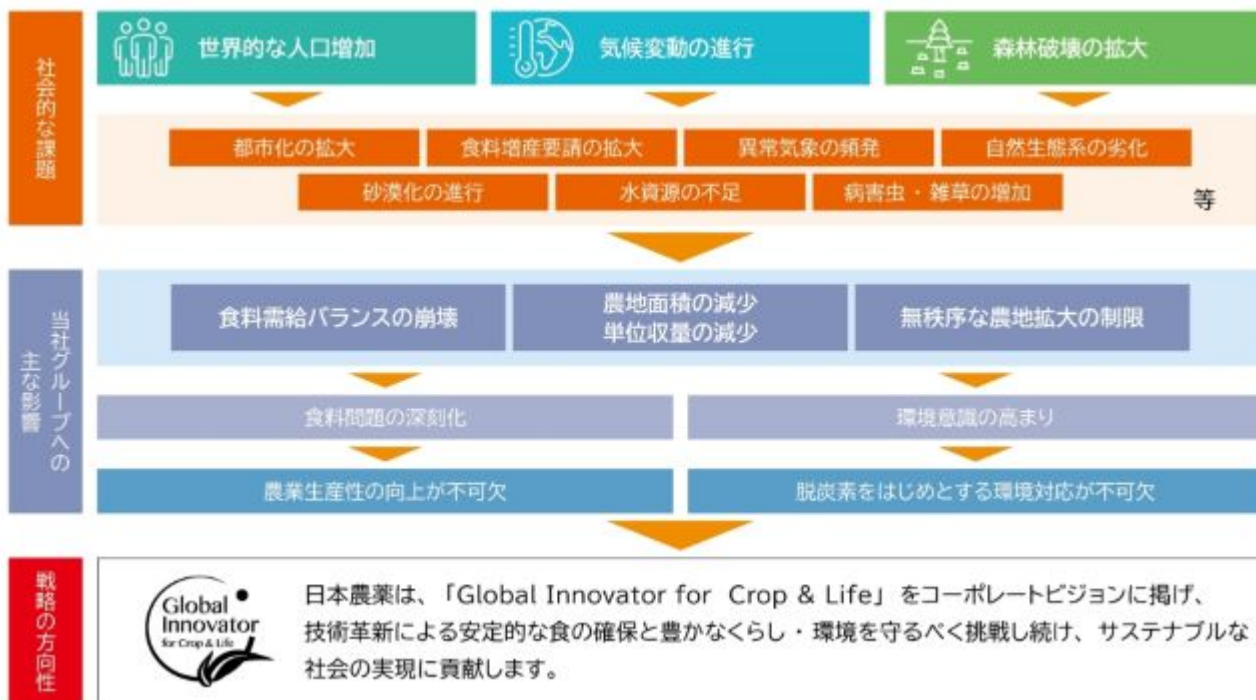 社会的な課題
世界的な人口増加
気候変動の進行
森林破壊の拡大
都市化の拡大
食料増産要請の拡大
異常気象の頻発
自然生態系の劣化
砂漠化の進行
水資源の不足
病害虫・雑草の増加
等
当社グループへの
主な影響
食料需給バランスの崩壊
農地面積の減少
単位収量の減少
無秩序な農地拡大の制限
食料問題の深刻化
環境意識の高まり
農業生産性の向上が不可欠
脱炭素をはじめとする環境対応が不可欠
戦略の方向性
Global
Innovator
for Crop & Life
日本農薬は、「Global Innovator for Crop & Life」をコーポレートビジョンに掲げ、
技術革新による安定的な食の確保と豊かなくらし・環境を守るべく挑戦し続け、サステナブルな
社会の実現に貢献します。